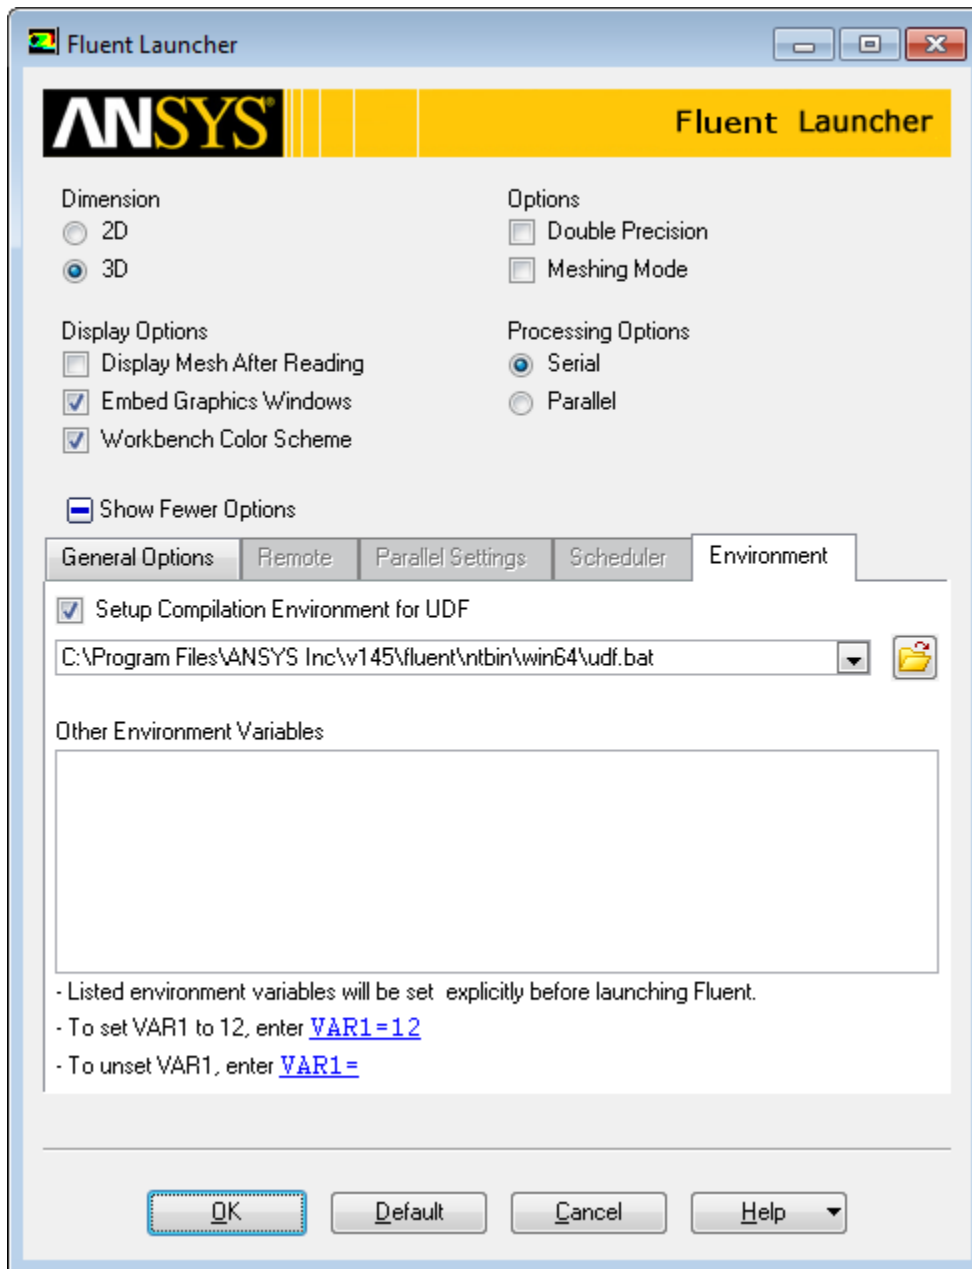 Fluent Launcher
ANSYS®
Fluent Launcher
Dimension
2D
3D
Options
Double Precision
Meshing Mode
Display Options
Display Mesh After Reading
Embed Graphics Windows
Workbench Color Scheme
Processing Options
Serial
Parallel
Show Fewer Options
General Options Remote Parallel Settings Scheduler Environment
Setup Compilation Environment for UDF
C:\Program Files\ANSYS Inc\v145\fluent\ntbin\win64\udf.bat
Other Environment Variables
- Listed environment variables will be set explicitly before launching Fluent.
- To set VAR1 to 12, enter VAR1=12
- To unset VAR1, enter VAR1=
OK Default Cancel Help